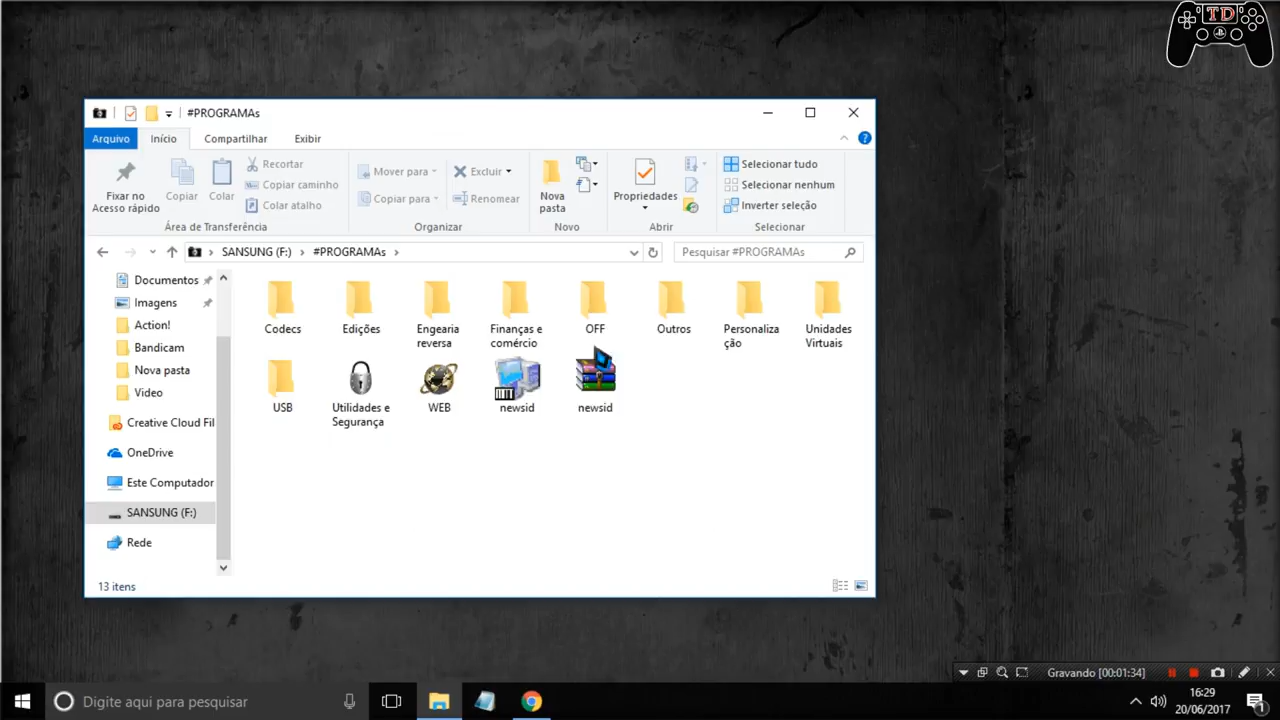 TD
#PROGRAMAs
Arquivo Início Compartilhar Exibir
Fixar no
Acesso rápido
Copiar
Colar
Recortar
Copiar caminho
Colar atalho
Área de Transferência
Mover para
Copiar para
Excluir
Renomear
Organizar
Nova
pasta
Novo
Propriedades
Abrir
Selecionar tudo
Selecionar nenhum
Inverter seleção
Selecionar
SANSUNG (F:) #PROGRAMAs
Pesquisar #PROGRAMAs
Documentos
Imagens
Action!
Bandicam
Nova pasta
Video
Creative Cloud Fil
OneDrive
Este Computador
SANSUNG (F:)
Rede
Codecs
Edições
Engearia
reversa
Finanças e
comércio
OFF
Outros
Personaliza
ção
Unidades
Virtuais
USB
Utilidades e
Segurança
WEB
newsid
newsid
13 itens
Gravando [00:01:34]
Digite aqui para pesquisar
16:29
20/06/2017
1